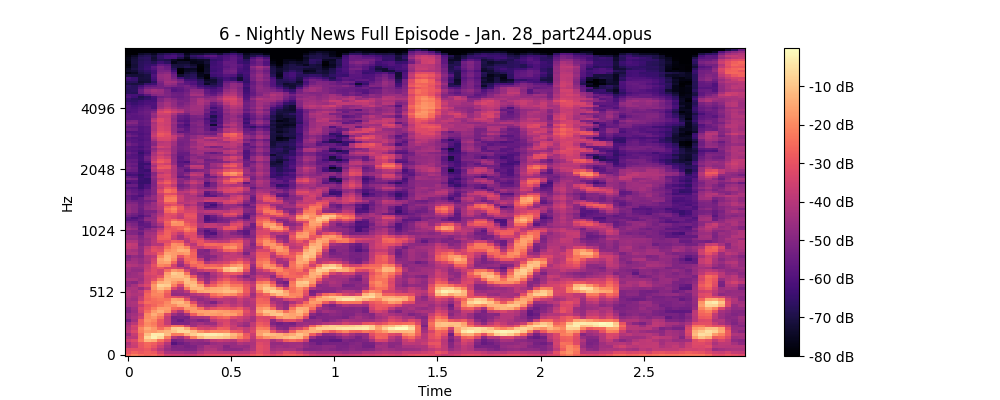 6 - Nightly News Full Episode - Jan. 28_part244.opus
Hz
4096
2048
1024
512
0
0
0.5
1
1.5
2
2.5
Time
-10 dB
-20 dB
-30 dB
-40 dB
-50 dB
-60 dB
-70 dB
-80 dB